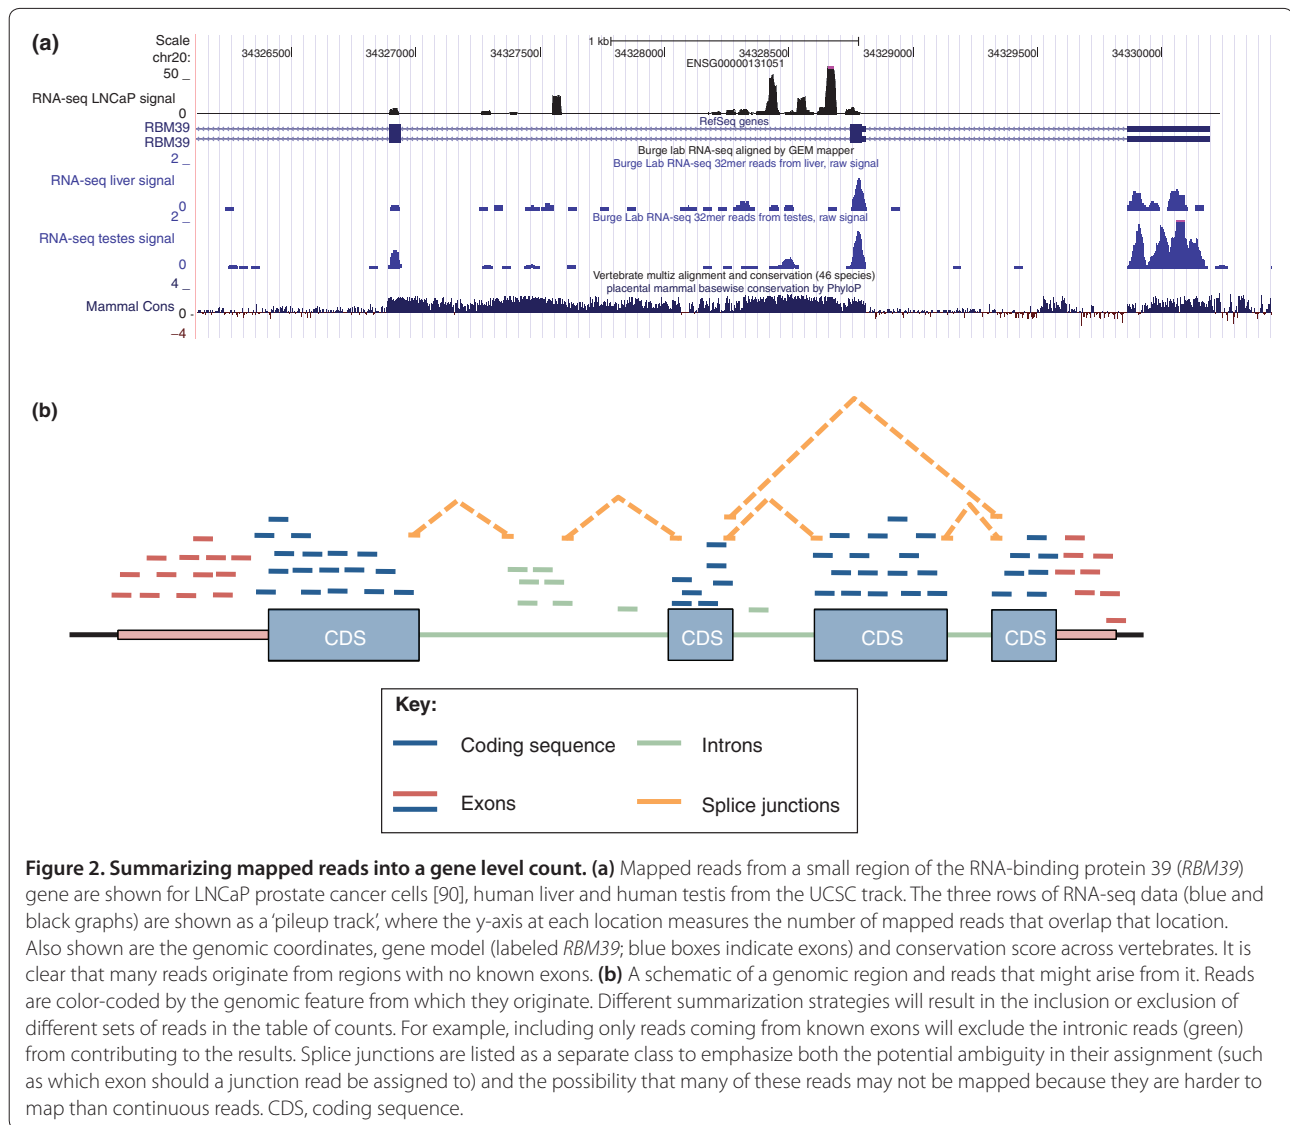 (a)
Scale
1 kb
chr20:
34326500 34327000 34327500 34328000 34328500 34329000 34329500 34330000
ENSG00000131051
50 _
RNA-seq LNCaP signal
0
RefSeq genes
RBM39
RBM39
Burge lab RNA-seq aligned by GEM mapper
2 _
Burge Lab RNA-seq 32mer reads from liver, raw signal
RNA-seq liver signal
0
Burge Lab RNA-seq 32mer reads from testes, raw signal
2 _
RNA-seq testes signal
0
Vertebrate multiz alignment and conservation (46 species)
4 _
placental mammal basewise conservation by PhyloP
Mammal Cons
0 -
–4
(b)
CDS CDS CDS CDS
Key:
Coding sequence Introns
Exons Splice junctions
Figure 2. Summarizing mapped reads into a gene level count. (a) Mapped reads from a small region of the RNA-binding protein 39 (RBM39)
gene are shown for LNCaP prostate cancer cells [90], human liver and human testis from the UCSC track. The three rows of RNA-seq data (blue and
black graphs) are shown as a ‘pileup track’, where the y-axis at each location measures the number of mapped reads that overlap that location.
Also shown are the genomic coordinates, gene model (labeled RBM39; blue boxes indicate exons) and conservation score across vertebrates. It is
clear that many reads originate from regions with no known exons. (b) A schematic of a genomic region and reads that might arise from it. Reads
are color-coded by the genomic feature from which they originate. Different summarization strategies will result in the inclusion or exclusion of
different sets of reads in the table of counts. For example, including only reads coming from known exons will exclude the intronic reads (green)
from contributing to the results. Splice junctions are listed as a separate class to emphasize both the potential ambiguity in their assignment (such
as which exon should a junction read be assigned to) and the possibility that many of these reads may not be mapped because they are harder to
map than continuous reads. CDS, coding sequence.